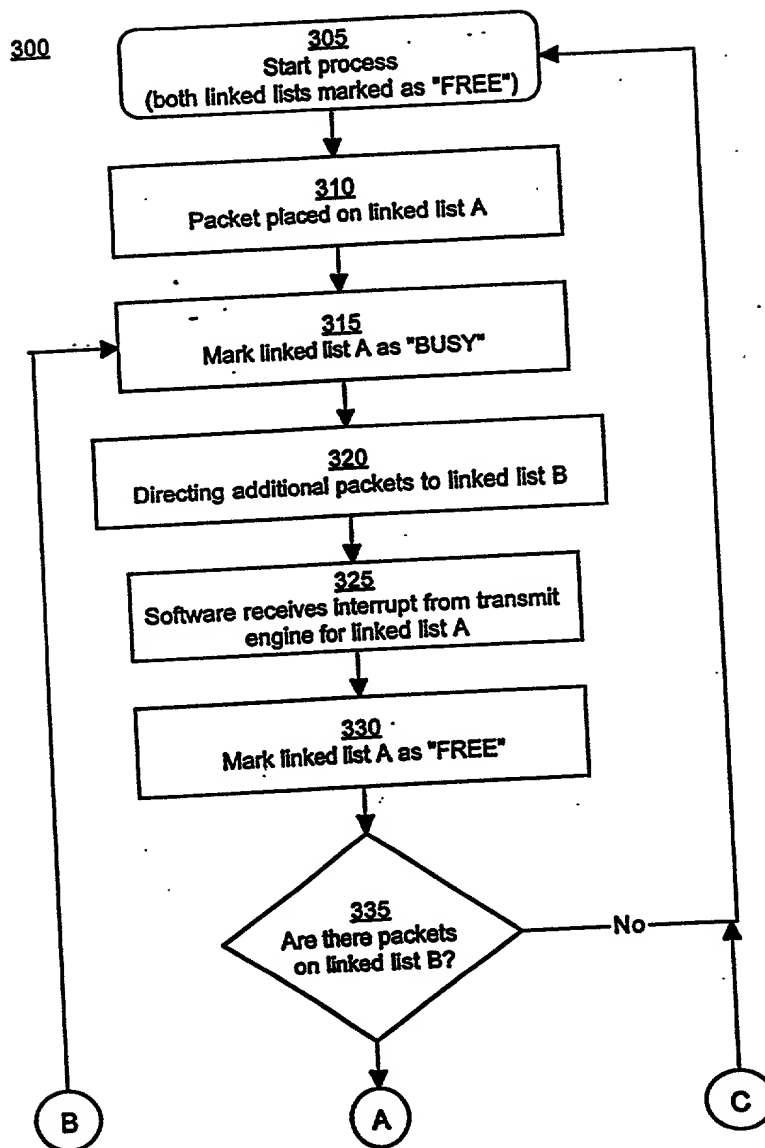 300
305
Start process
(both linked lists marked as "FREE")
310
Packet placed on linked list A
315
Mark linked list A as "BUSY"
320
Directing additional packets to linked list B
325
Software receives interrupt from transmit
engine for linked list A
330
Mark linked list A as "FREE"
335
Are there packets
on linked list B?
No
B
A
C